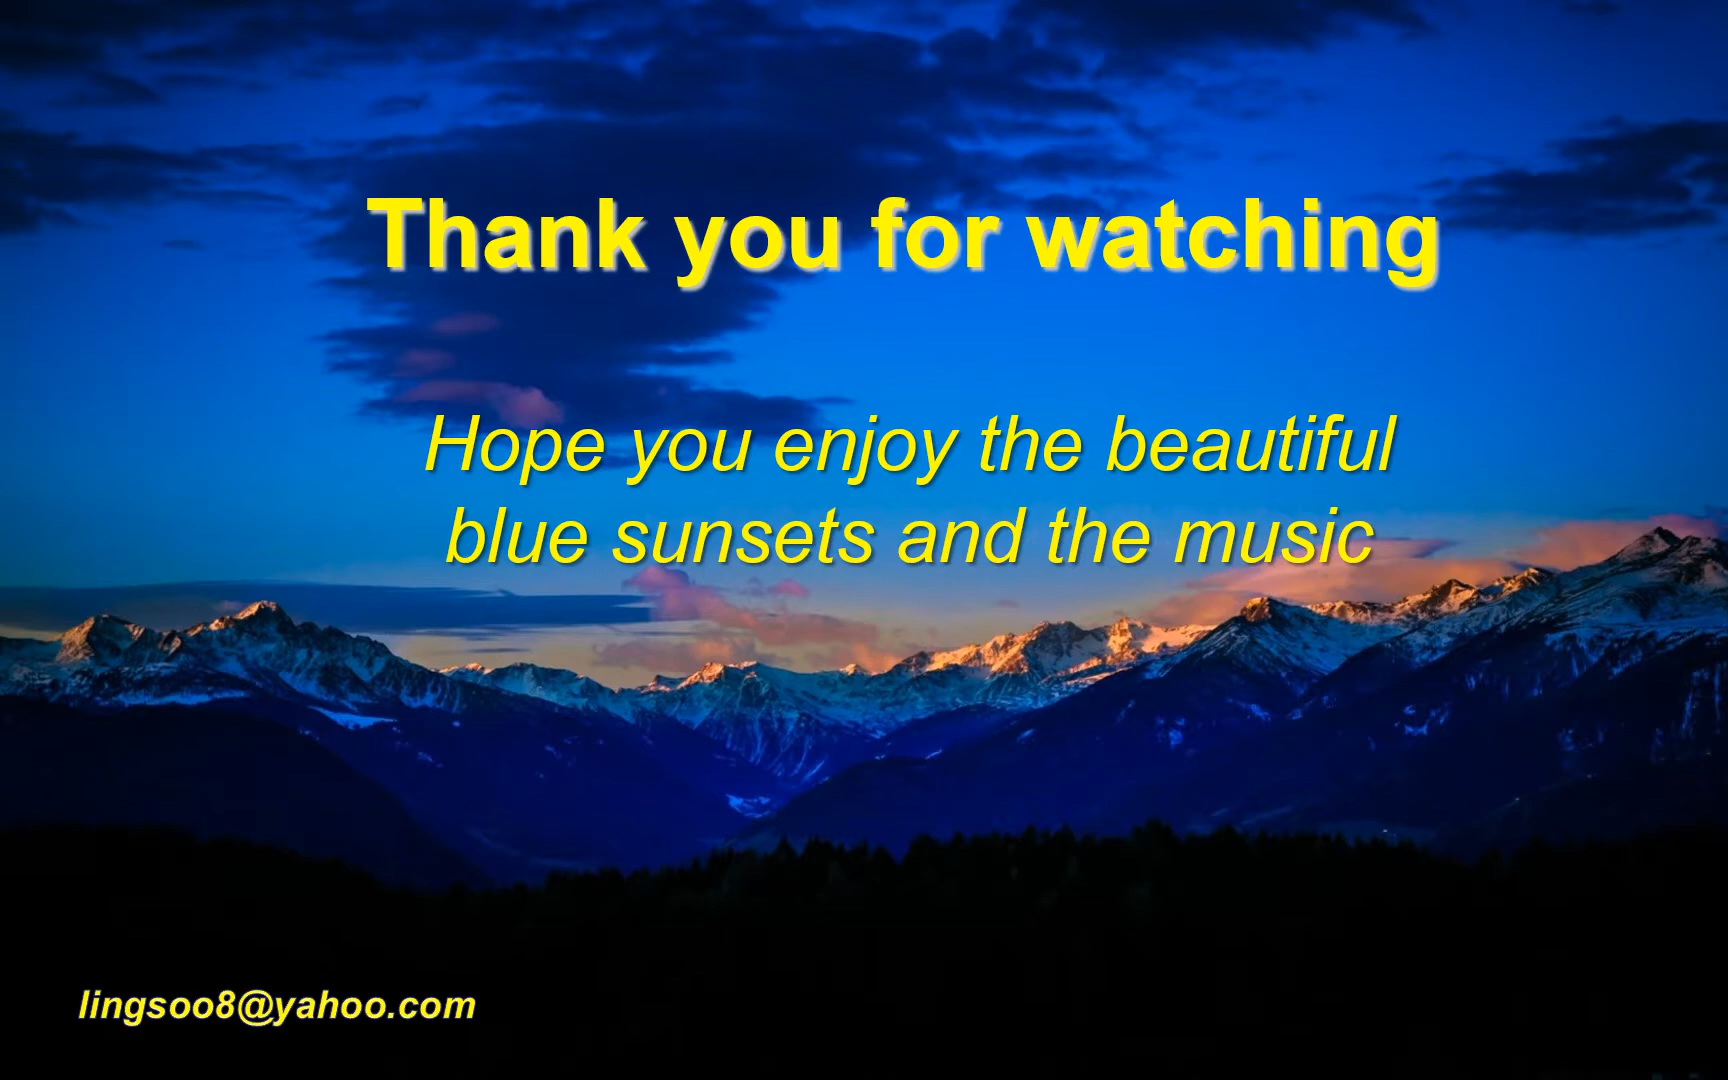 Thank you for watching
Hope you enjoy the beautiful
blue sunsets and the music
lingsoo8@yahoo.com